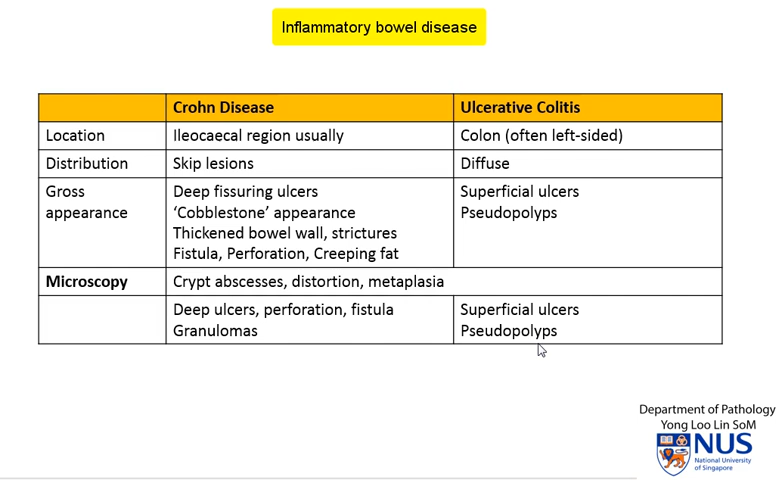 Inflammatory bowel disease
Crohn Disease Ulcerative Colitis
Location Ileocaecal region usually Colon (often left-sided)
Distribution Skip lesions Diffuse
Gross appearance
Deep fissuring ulcers
‘Cobblestone’ appearance
Thickened bowel wall, strictures
Fistula, Perforation, Creeping fat
Superficial ulcers
Pseudopolyps
Microscopy Crypt abscesses, distortion, metaplasia
Deep ulcers, perforation, fistula
Granulomas
Superficial ulcers
Pseudopolyps
Department of Pathology
Yong Loo Lin SoM
NUS
National University
of Singapore